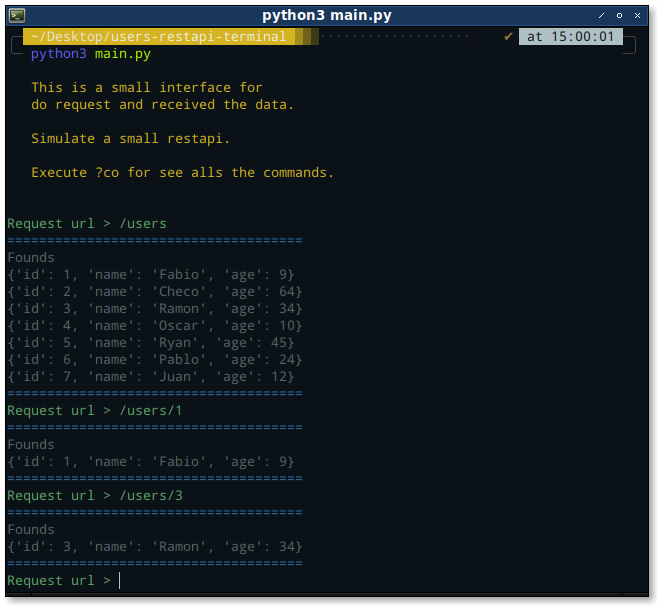 python3 main.py
~/Desktop/users-restapi-terminal ✔ at 15:00:01
python3 main.py
This is a small interface for
do request and received the data.
Simulate a small restapi.
Execute ?co for see alls the commands.
Request url > /users
=====================================
Founds
{'id': 1, 'name': 'Fabio', 'age': 9}
{'id': 2, 'name': 'Checo', 'age': 64}
{'id': 3, 'name': 'Ramon', 'age': 34}
{'id': 4, 'name': 'Oscar', 'age': 10}
{'id': 5, 'name': 'Ryan', 'age': 45}
{'id': 6, 'name': 'Pablo', 'age': 24}
{'id': 7, 'name': 'Juan', 'age': 12}
=====================================
Request url > /users/1
=====================================
Founds
{'id': 1, 'name': 'Fabio', 'age': 9}
=====================================
Request url > /users/3
=====================================
Founds
{'id': 3, 'name': 'Ramon', 'age': 34}
=====================================
Request url >